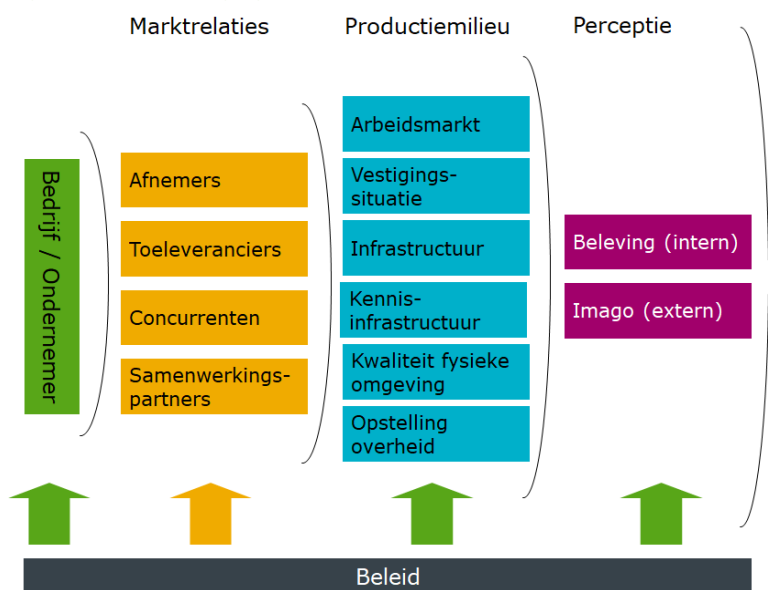 Marktrelaties
Productiemilieu
Perceptie
Bedrijf / Ondernemer
Afnemers
Toeleveranciers
Concurrenten
Samenwerkings-
partners
Arbeidsmarkt
Vestigings-
situatie
Infrastructuur
Kennis-
infrastructuur
Kwaliteit fysieke
omgeving
Opstelling
overheid
Beleving (intern)
Imago (extern)
Beleid